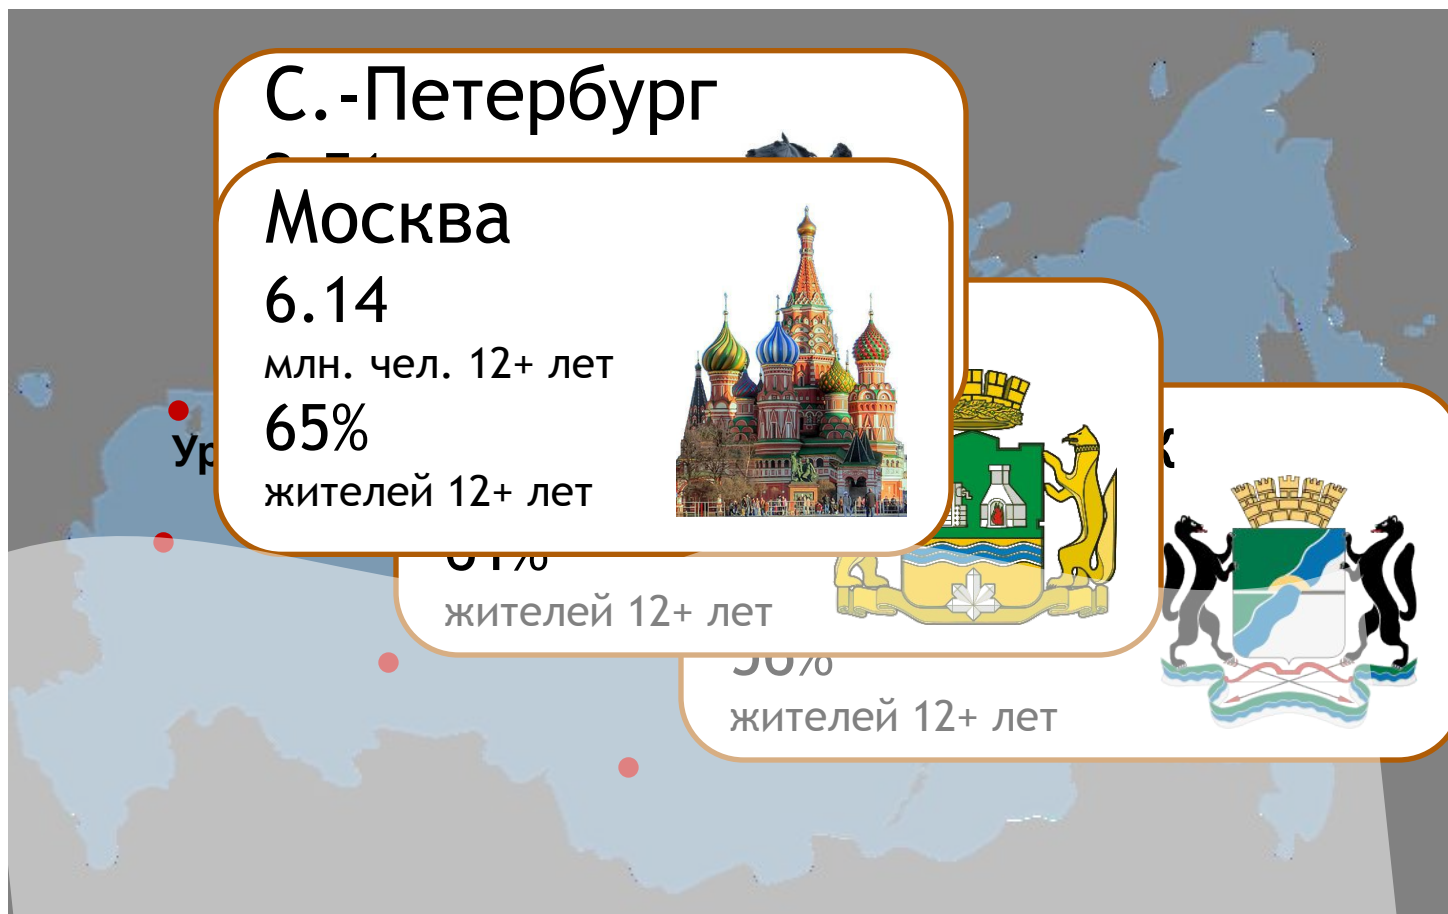 С.-Петербург
Москва
6.14
млн. чел. 12+ лет
65%
жителей 12+ лет
жителей 12+ лет
жителей 12+ лет